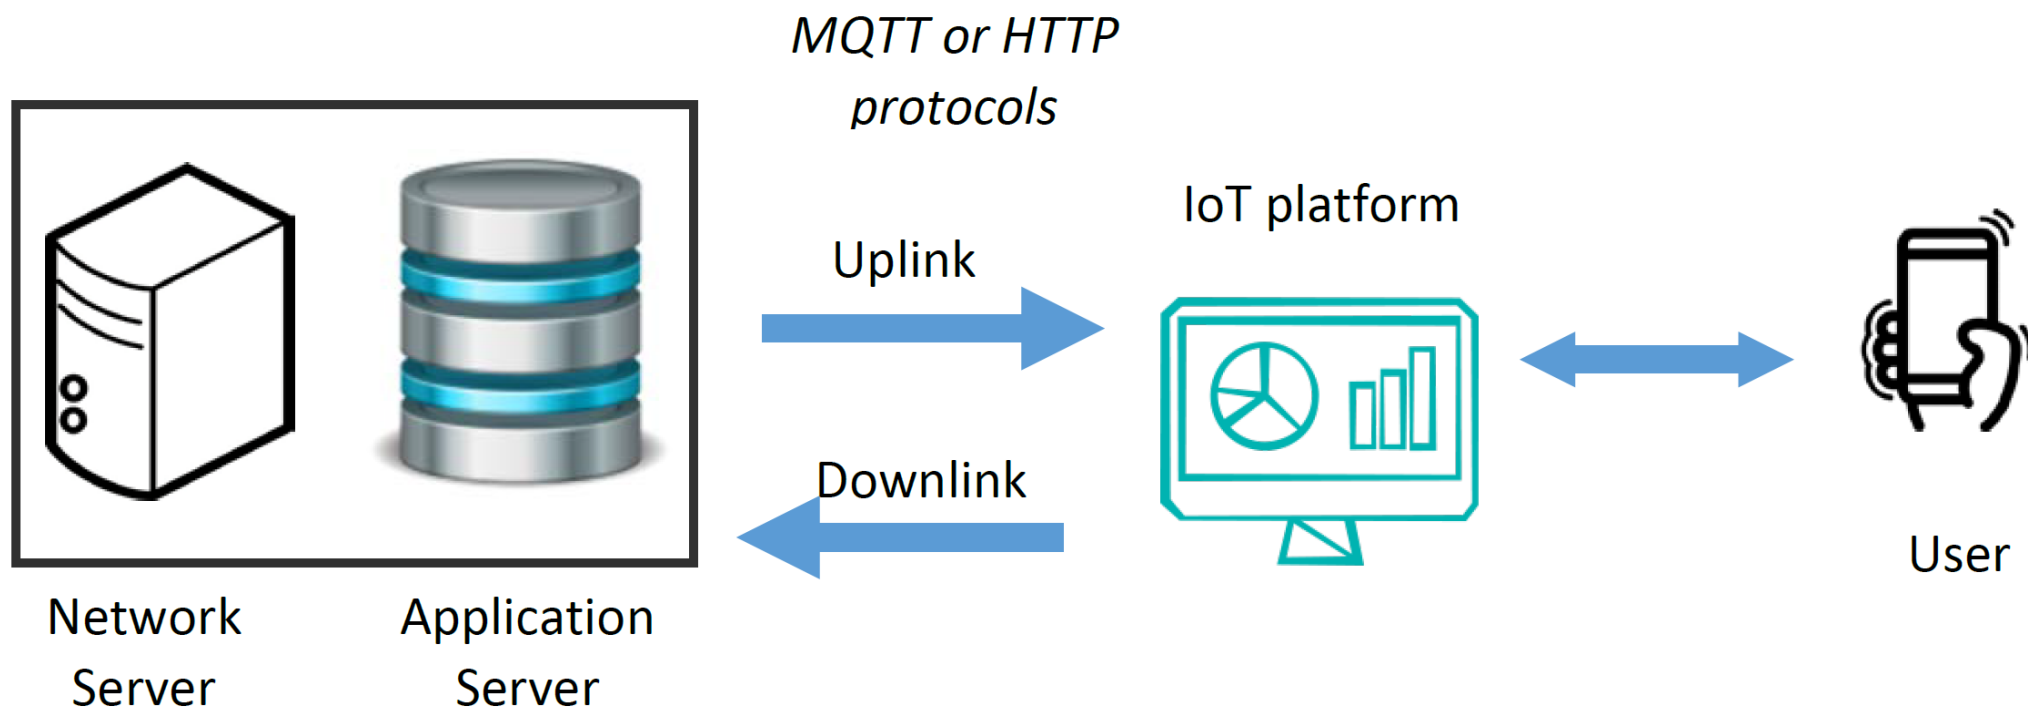 MQTT or HTTP
protocols
IoT platform
Uplink
Downlink
User
Network
Server
Application
Server